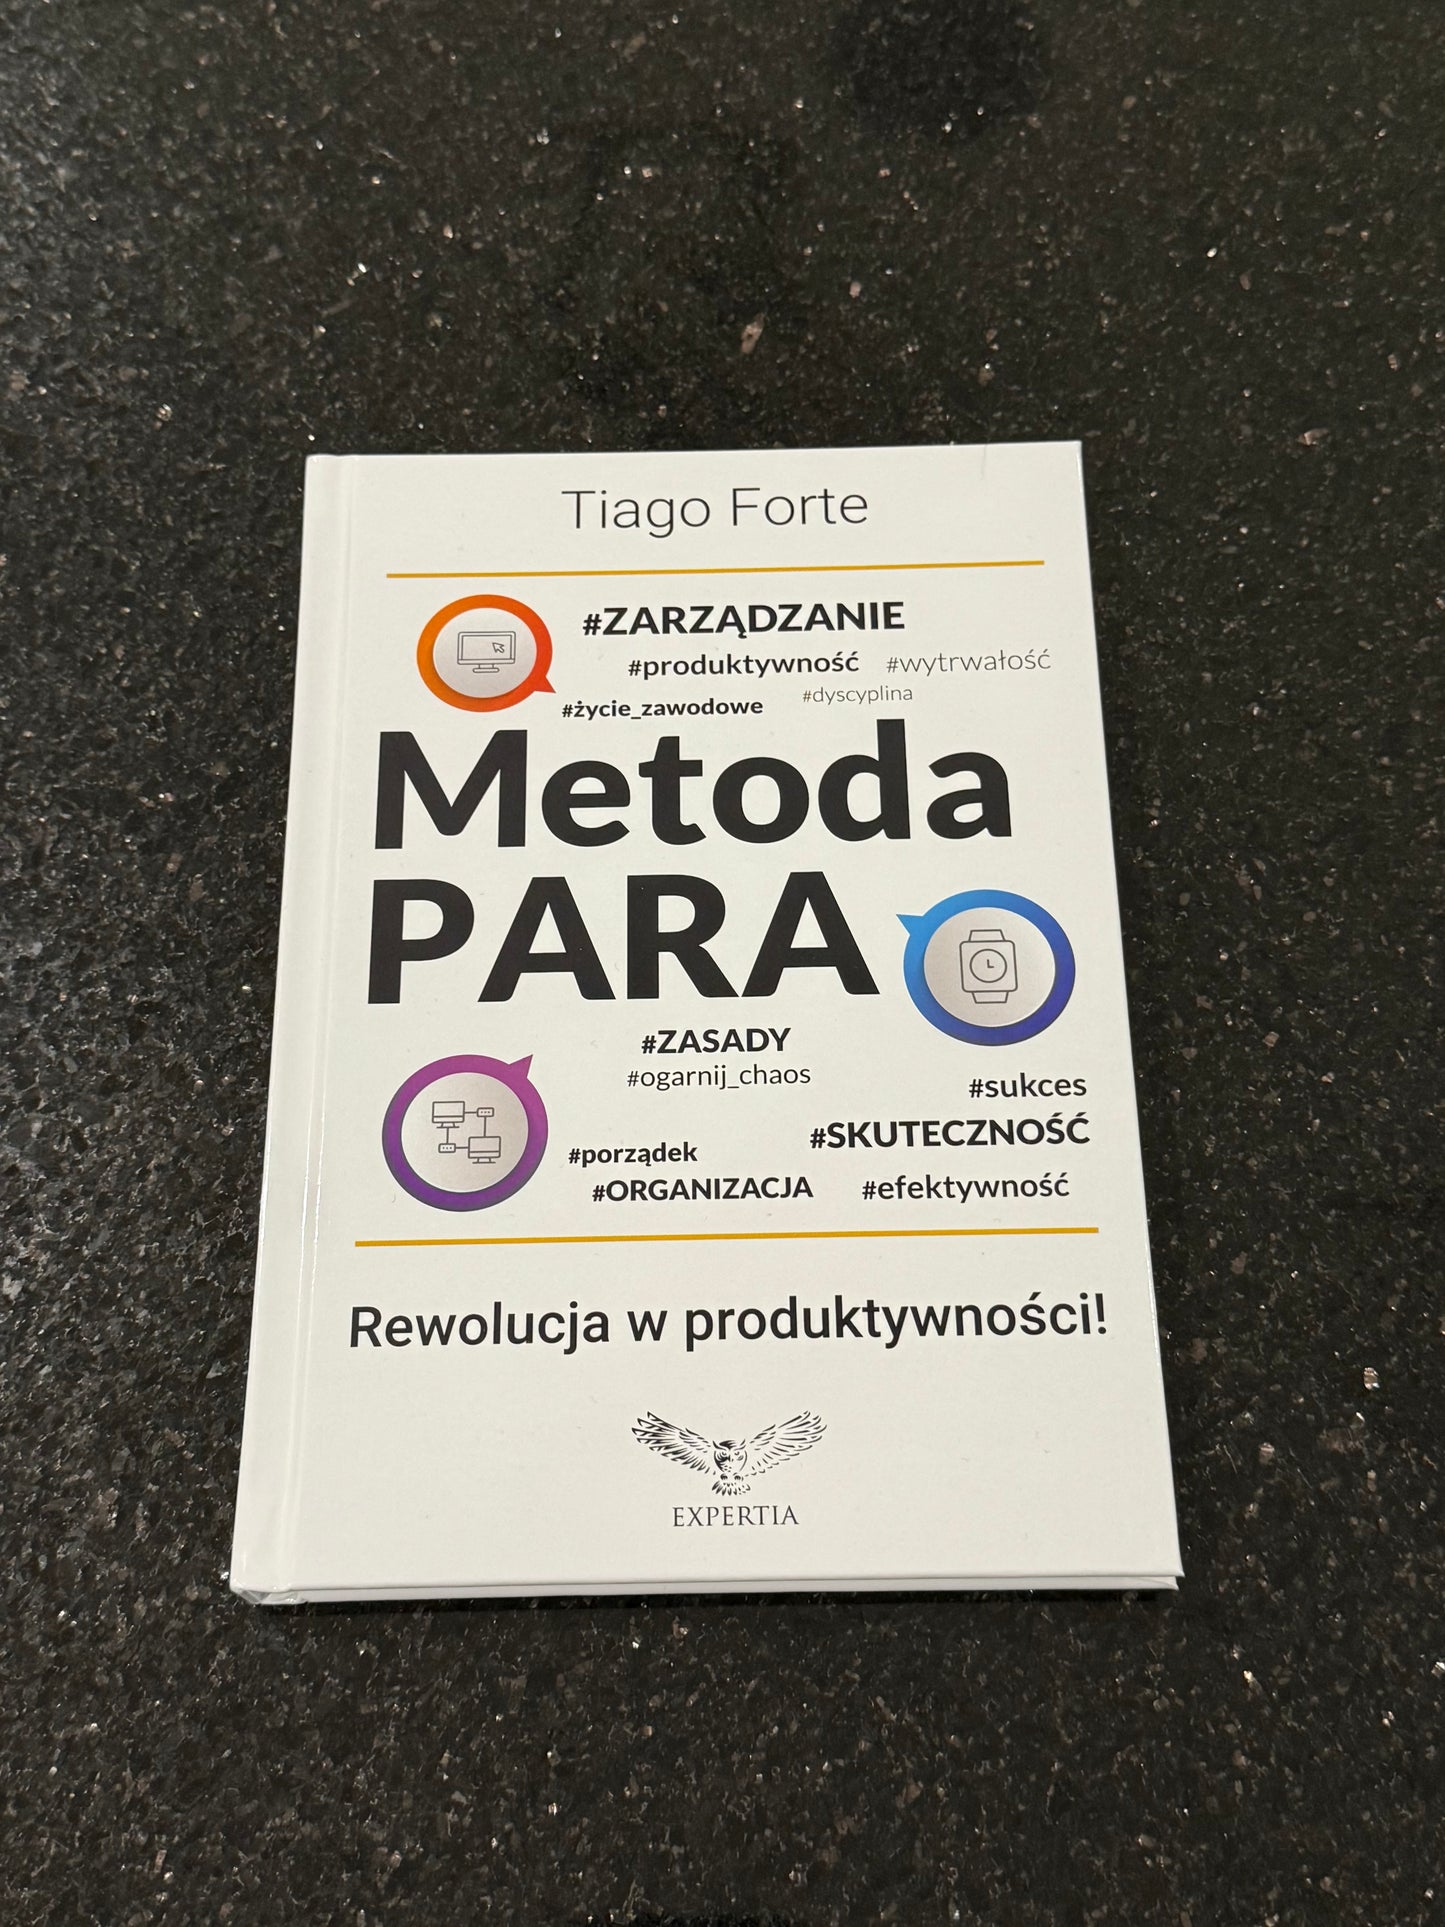 Tiago Forte
#ZARZĄDZANIE
#produktywność #wytrwałość
#życie_zawodowe #dyscyplina
Metoda
PARA
#ZASADY
#ogarnij_chaos
#sukces
#SKUTECZNOŚĆ
#porządek
#ORGANIZACJA #efektywność
Rewolucja w produktywności!
EXPERTIA